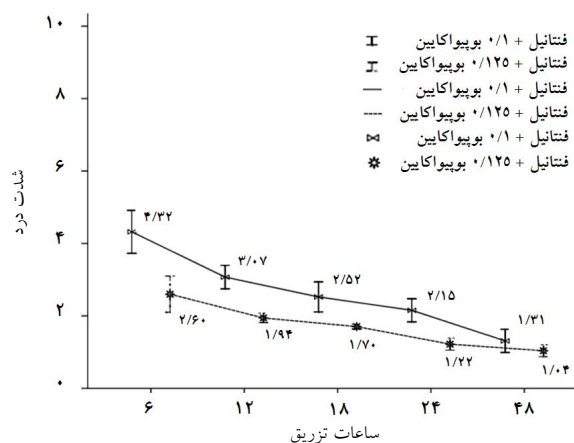 ۱۰
۸
۶
۴
۲
۰
شدت درد
فنتانیل + ۰/۱ بوپیواکایین
فنتانیل + ۰/۱۲۵ بوپیواکایین
فنتانیل + ۰/۱ بوپیواکایین
فنتانیل + ۰/۱۲۵ بوپیواکایین
فنتانیل + ۰/۱ بوپیواکایین
فنتانیل + ۰/۱۲۵ بوپیواکایین
۴/۳۲
۳/۰۷
۲/۵۲
۲/۱۵
۱/۳۱
۲/۶۰
۱/۹۴
۱/۷۰
۱/۲۲
۱/۰۴
۶ ۱۲ ۱۸ ۲۴ ۴۸
ساعات تزریق